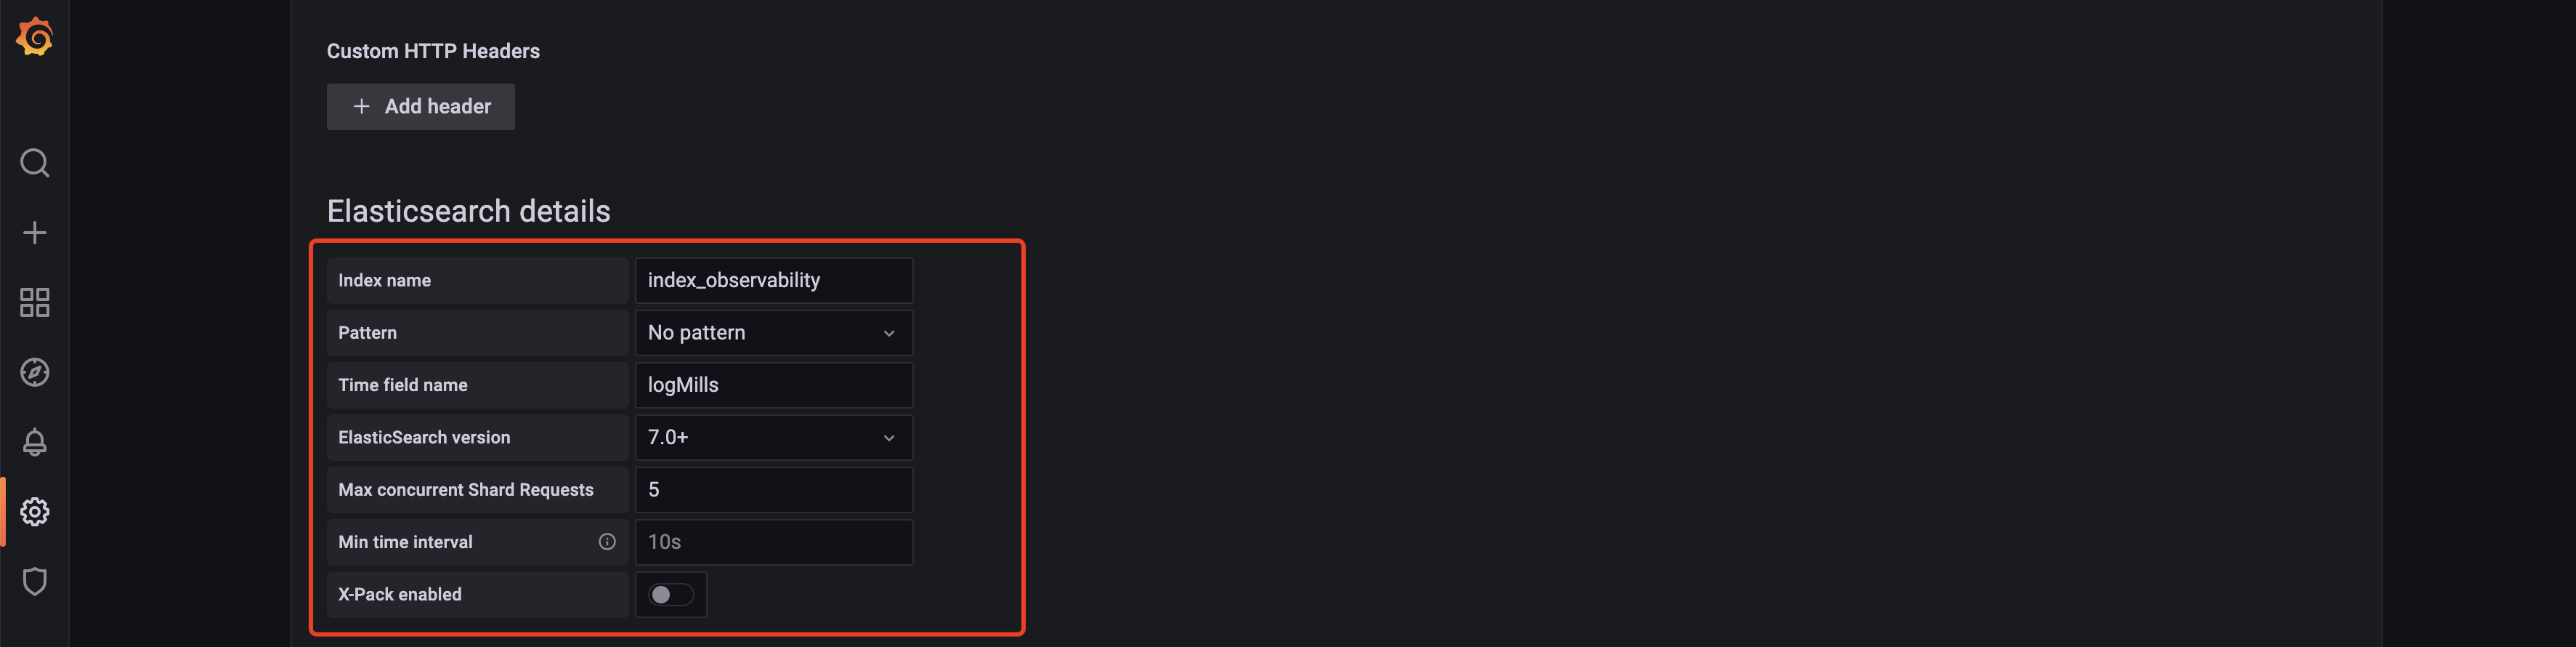 Custom HTTP Headers
+ Add header
Elasticsearch details
Index name index_observability
Pattern No pattern
Time field name logMills
ElasticSearch version 7.0+
Max concurrent Shard Requests 5
Min time interval 10s
X-Pack enabled